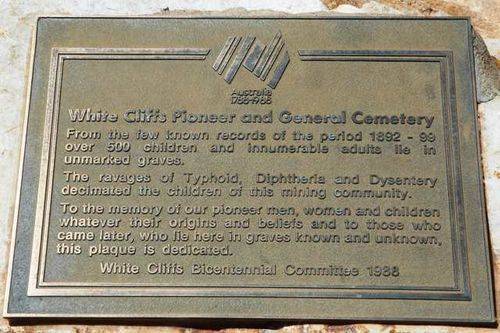 Australia
1788-1988
White Cliffs Pioneer and General Cemetery
From the few known records of the period 1892 - 99
over 500 children and innumerable adults lie in
unmarked graves.
The ravages of Typhoid, Diphtheria and Dysentery
decimated the children of this mining community.
To the memory of our pioneer men, women and children
whatever their origins and beliefs and to those who
came later, who lie here in graves known and unknown,
this plaque is dedicated.
White Cliffs Bicentennial Committee 1988